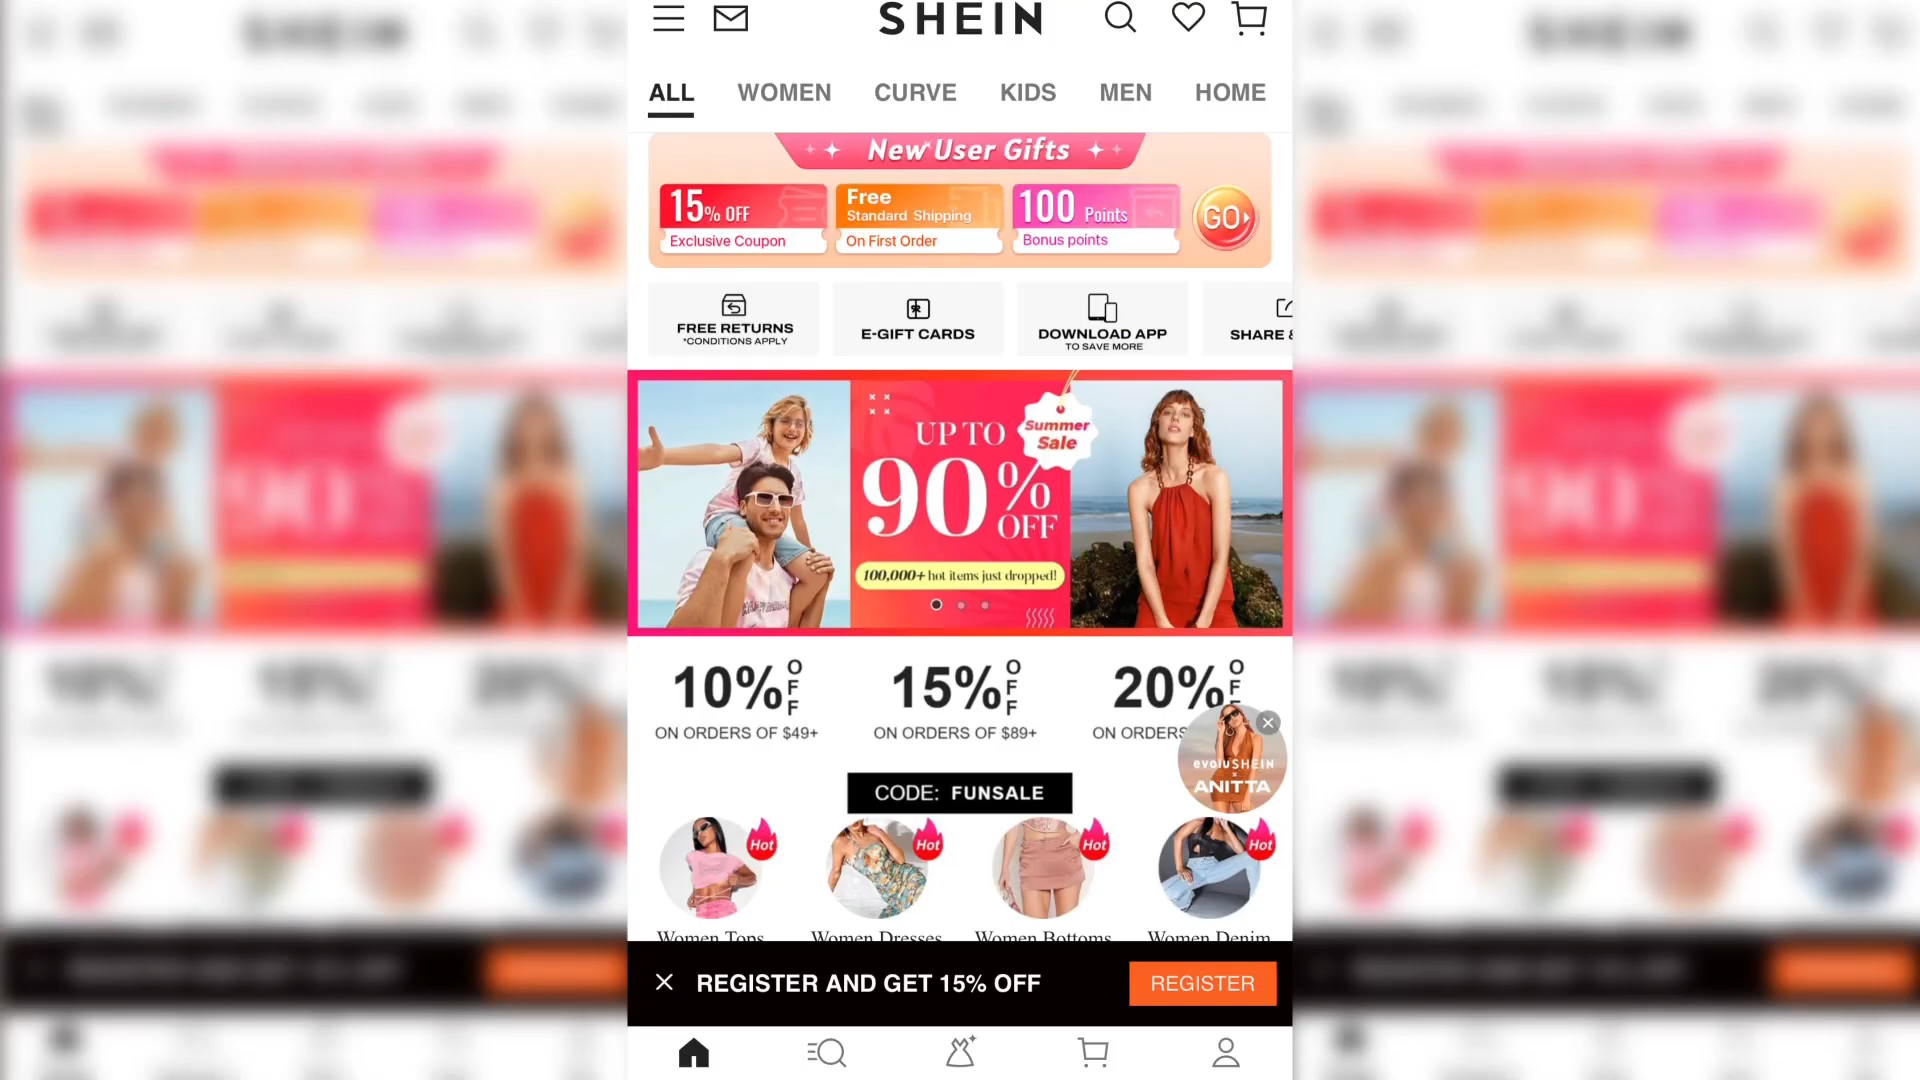 SHEIN
ALL WOMEN CURVE KIDS MEN HOME
New User Gifts
15% OFF
Exclusive Coupon
Free
Standard Shipping
On First Order
100 Points
Bonus points
GO
FREE RETURNS
*CONDITIONS APPLY
E-GIFT CARDS
DOWNLOAD APP
TO SAVE MORE
SHARE &
UP TO
90% OFF
Summer
Sale
100,000+ hot items just dropped!
10% OFF
ON ORDERS OF $49+
15% OFF
ON ORDERS OF $89+
20% OFF
ON ORDERS
evoluSHEIN
x
ANITTA
CODE: FUNSALE
Hot
Hot
Hot
Hot
Women Tops
Women Dresses
Women Bottoms
Women Denim
REGISTER AND GET 15% OFF
REGISTER